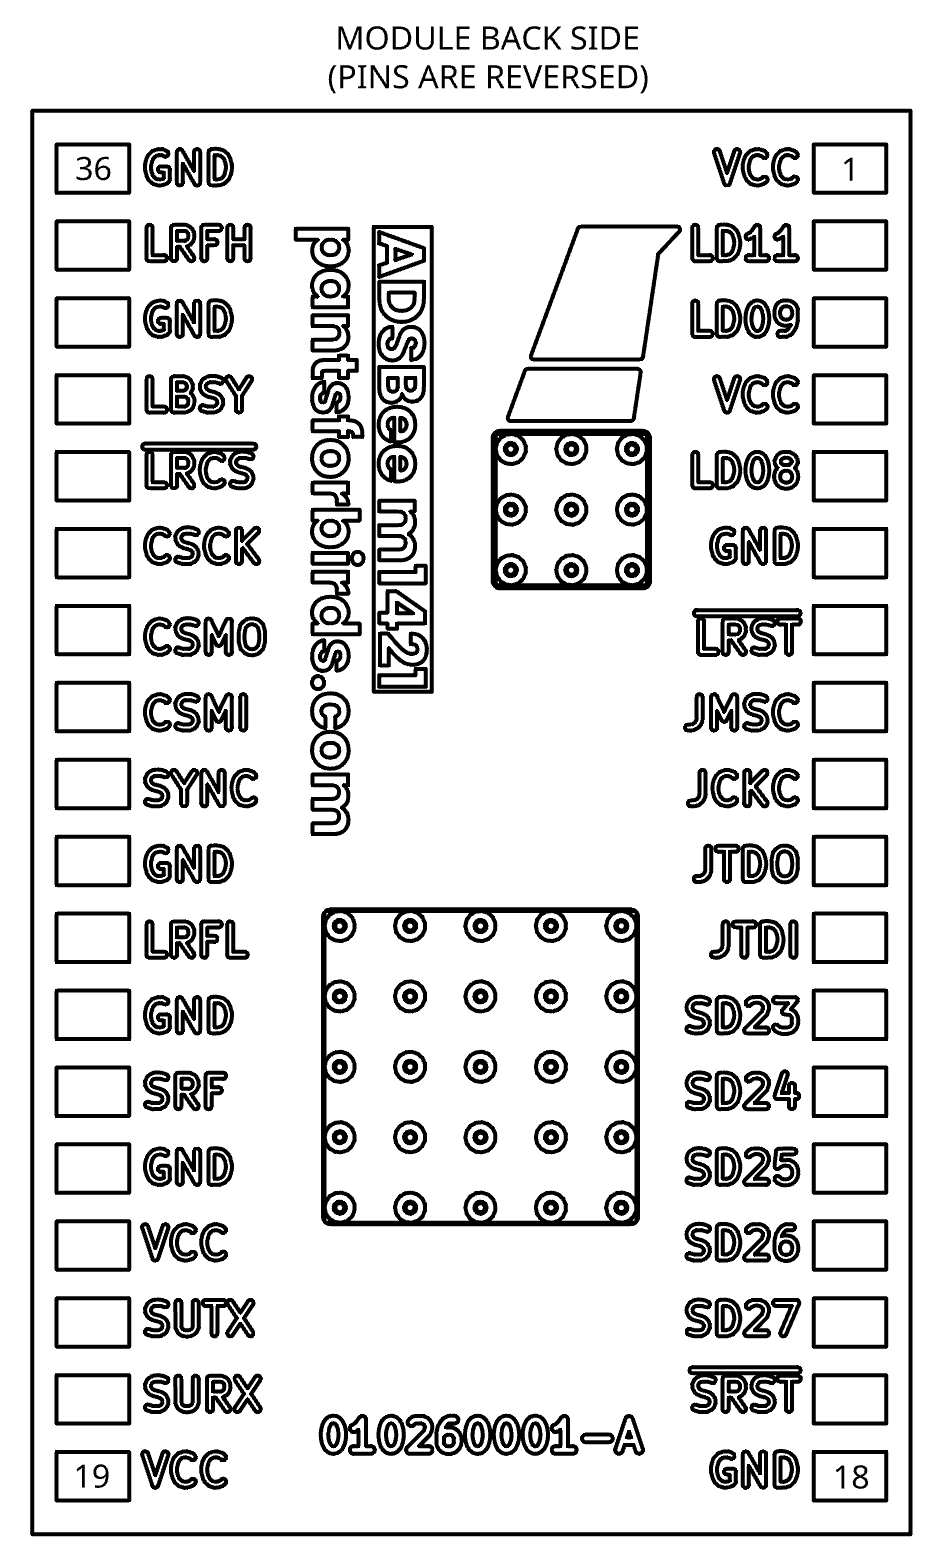 MODULE BACK SIDE
(PINS ARE REVERSED)
36 GND VCC 1
LRFH LD11
GND LD09
LBSY VCC
LRCS LD08
CSCK GND
CSMO LRST
CSMI JMSC
SYNC JCKC
GND JTDO
LRFL JTDI
GND SD23
SRF SD24
GND SD25
VCC SD26
SUTX SD27
SURX SRST
19 VCC GND 18
ADSBee m1421
pantsforbirds.com
010260001-A